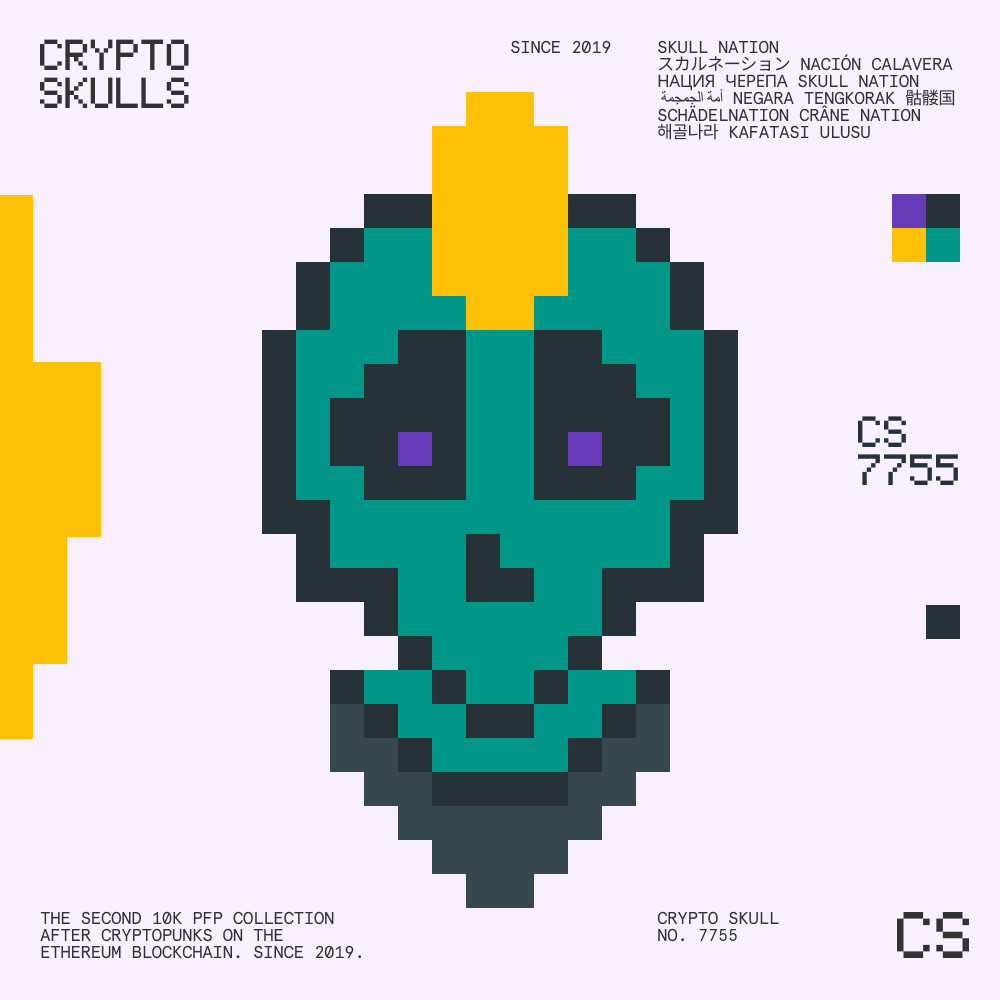 CRYPTO
SKULLS
SINCE 2019
SKULL NATION
スカルネーション NACIÓN CALAVERA
НАЦИЯ ЧЕРЕПА SKULL NATION
أمة الجمجمة NEGARA TENGKORAK 骷髅国
SCHÄDELNATION CRÂNE NATION
해골나라 KAFATASI ULUSU
CS
7755
THE SECOND 10K PFP COLLECTION
AFTER CRYPTOPUNKS ON THE
ETHEREUM BLOCKCHAIN. SINCE 2019.
CRYPTO SKULL
NO. 7755
CS